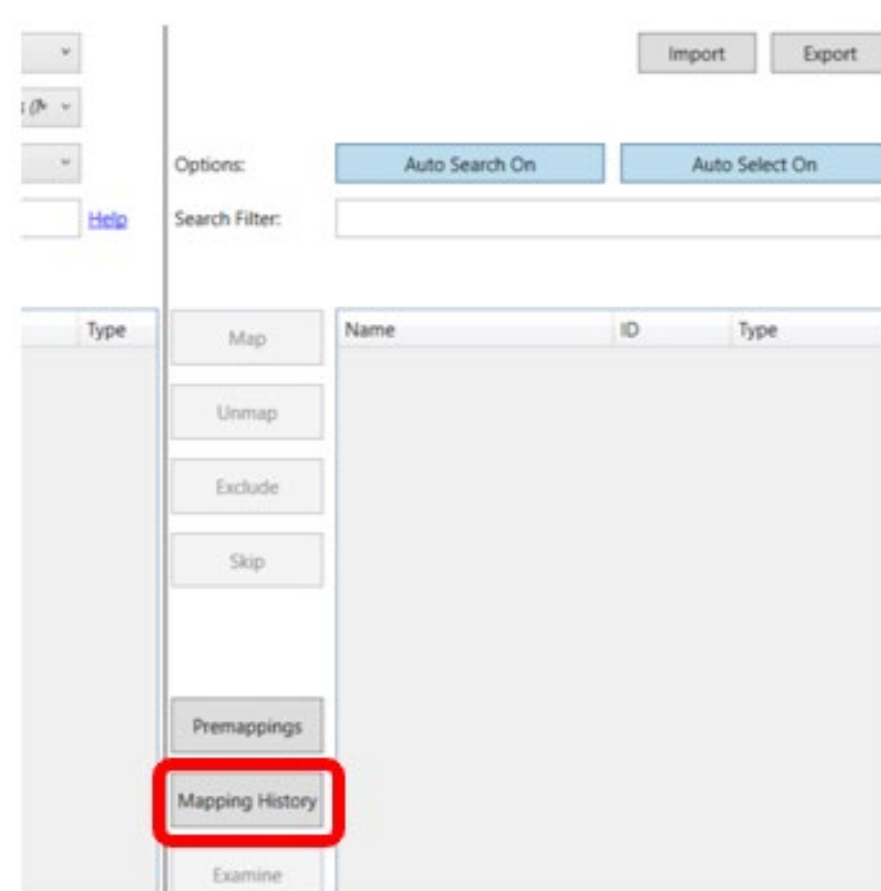 Import Export
Options: Auto Search On Auto Select On
Help Search Filter:
Type Map Name ID Type
Unmap
Exclude
Skip
Premappings
Mapping History
Examine